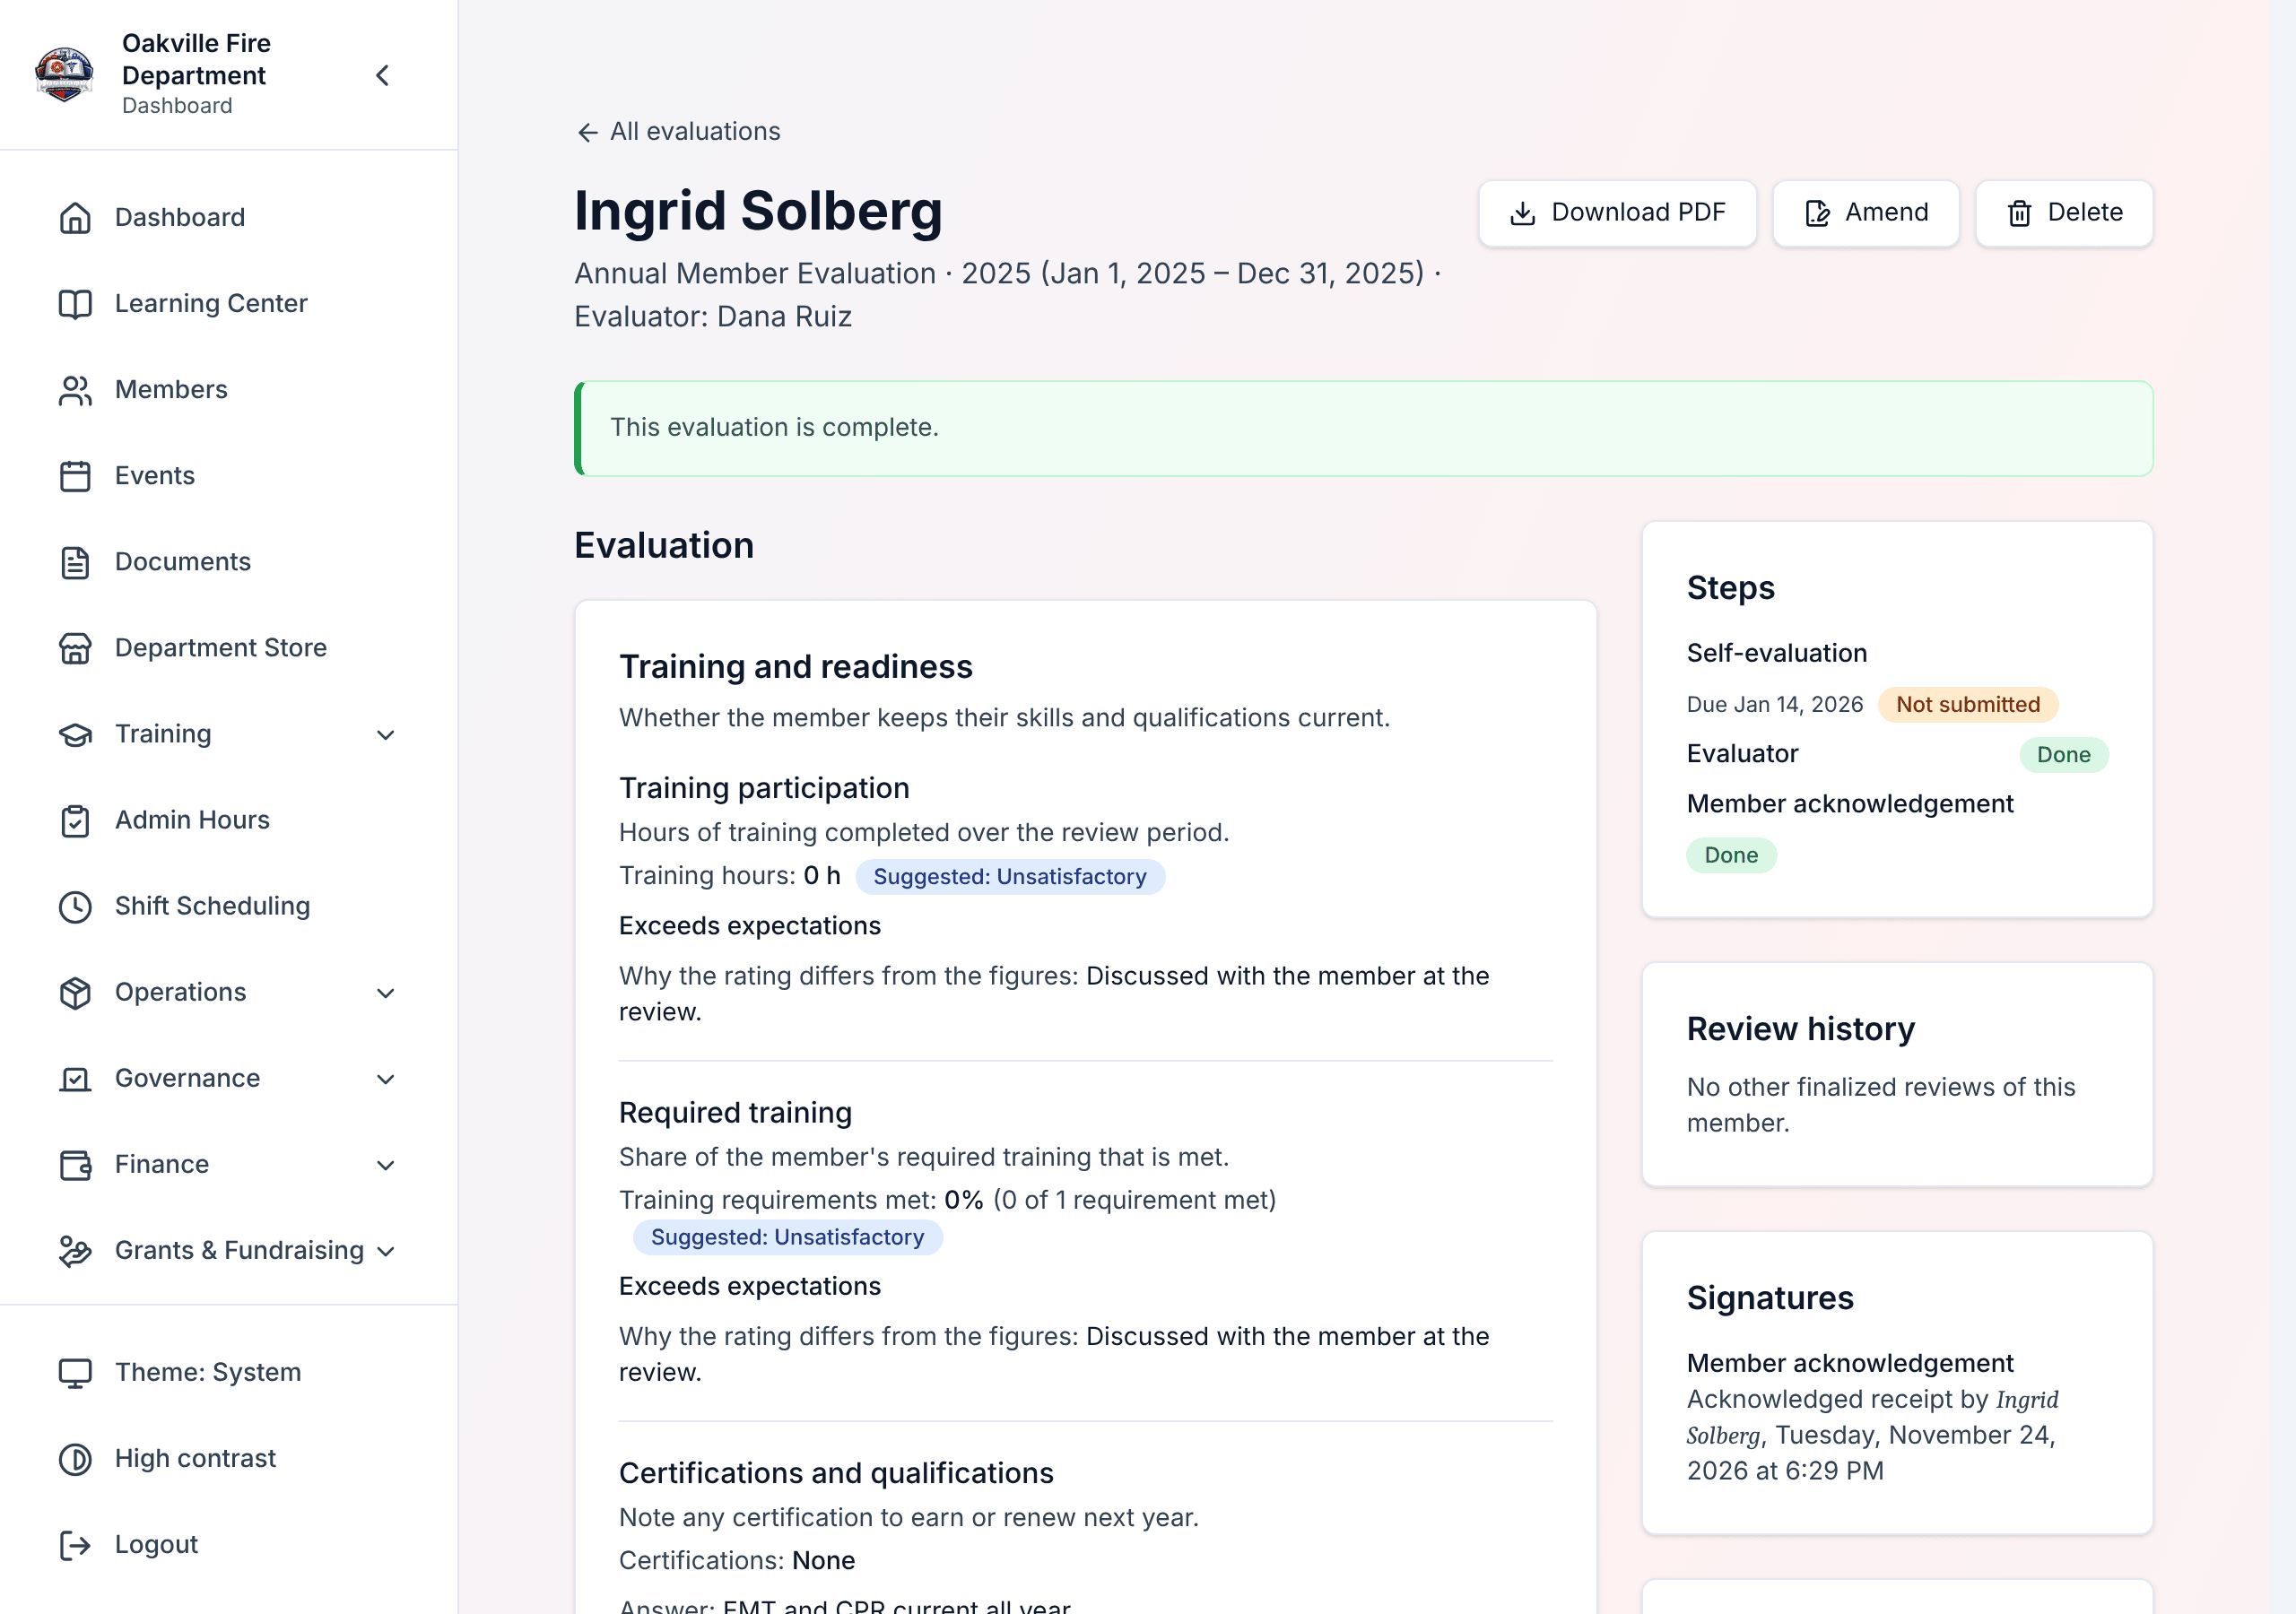 Oakville Fire
Department
Dashboard
Dashboard
Learning Center
Members
Events
Documents
Department Store
Training
Admin Hours
Shift Scheduling
Operations
Governance
Finance
Grants & Fundraising
Theme: System
High contrast
Logout
All evaluations
Ingrid Solberg
Download PDF
Amend
Delete
Annual Member Evaluation · 2025 (Jan 1, 2025 – Dec 31, 2025) ·
Evaluator: Dana Ruiz
This evaluation is complete.
Evaluation
Training and readiness
Whether the member keeps their skills and qualifications current.
Training participation
Hours of training completed over the review period.
Training hours: 0 h Suggested: Unsatisfactory
Exceeds expectations
Why the rating differs from the figures: Discussed with the member at the
review.
Required training
Share of the member's required training that is met.
Training requirements met: 0% (0 of 1 requirement met)
Suggested: Unsatisfactory
Exceeds expectations
Why the rating differs from the figures: Discussed with the member at the
review.
Certifications and qualifications
Note any certification to earn or renew next year.
Certifications: None
Answer: EMT and CPR current all year
Steps
Self-evaluation
Due Jan 14, 2026 Not submitted
Evaluator Done
Member acknowledgement
Done
Review history
No other finalized reviews of this
member.
Signatures
Member acknowledgement
Acknowledged receipt by Ingrid
Solberg, Tuesday, November 24,
2026 at 6:29 PM